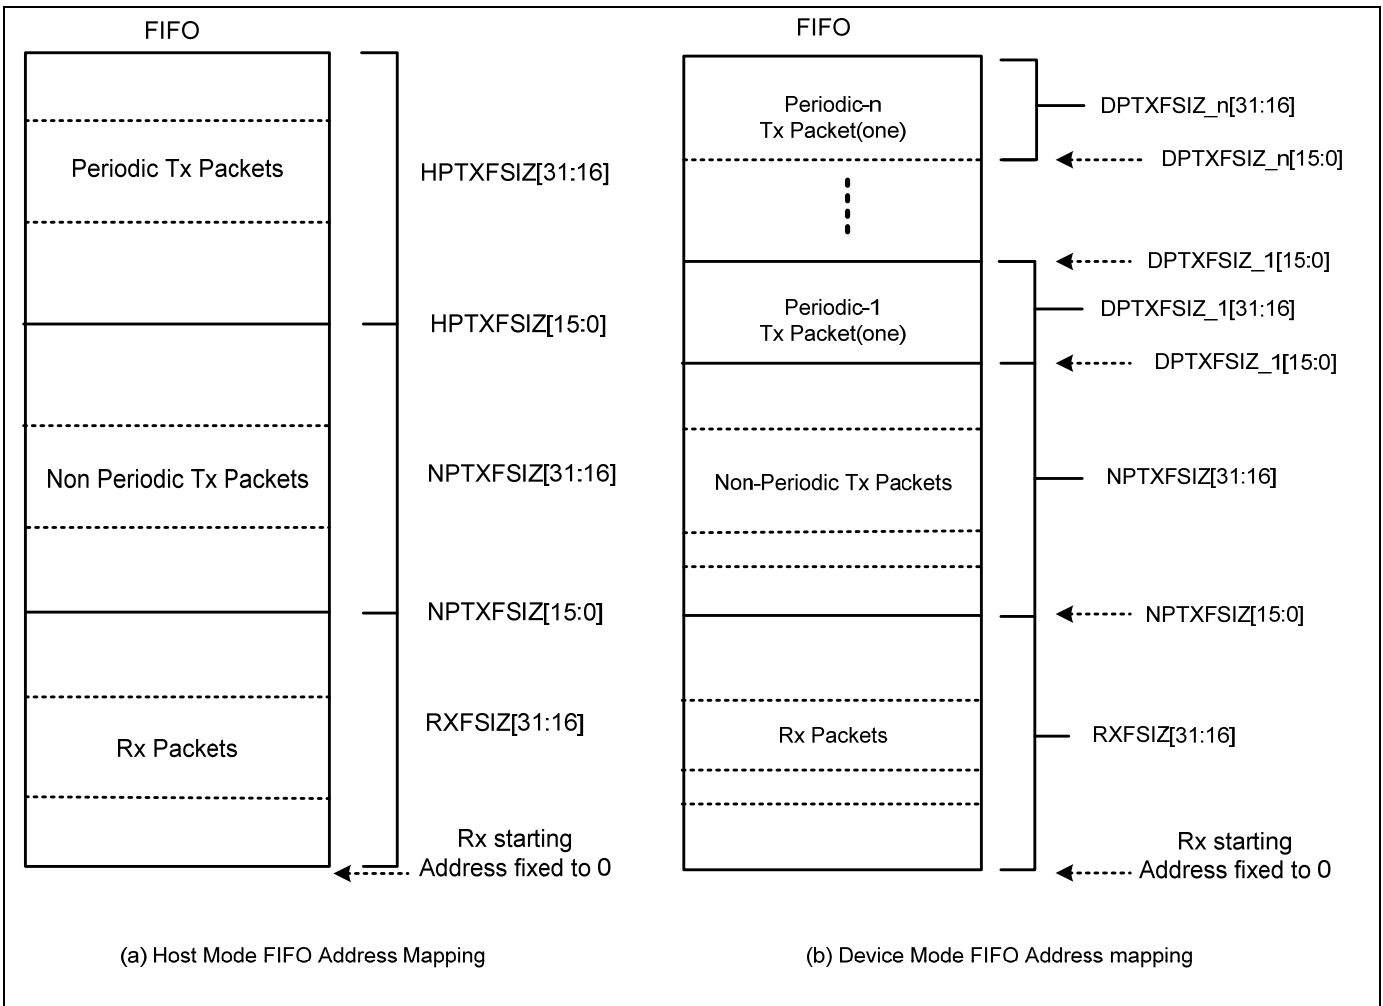 FIFO
Periodic Tx Packets
Non Periodic Tx Packets
Rx Packets
HPTXFSIZ[31:16]
HPTXFSIZ[15:0]
NPTXFSIZ[31:16]
NPTXFSIZ[15:0]
RXFSIZ[31:16]
Rx starting
Address fixed to 0
(a) Host Mode FIFO Address Mapping
FIFO
Periodic-n
Tx Packet(one)
Periodic-1
Tx Packet(one)
Non-Periodic Tx Packets
Rx Packets
DPTXFSIZ_n[31:16]
DPTXFSIZ_n[15:0]
DPTXFSIZ_1[15:0]
DPTXFSIZ_1[31:16]
DPTXFSIZ_1[15:0]
NPTXFSIZ[31:16]
NPTXFSIZ[15:0]
RXFSIZ[31:16]
Rx starting
Address fixed to 0
(b) Device Mode FIFO Address mapping